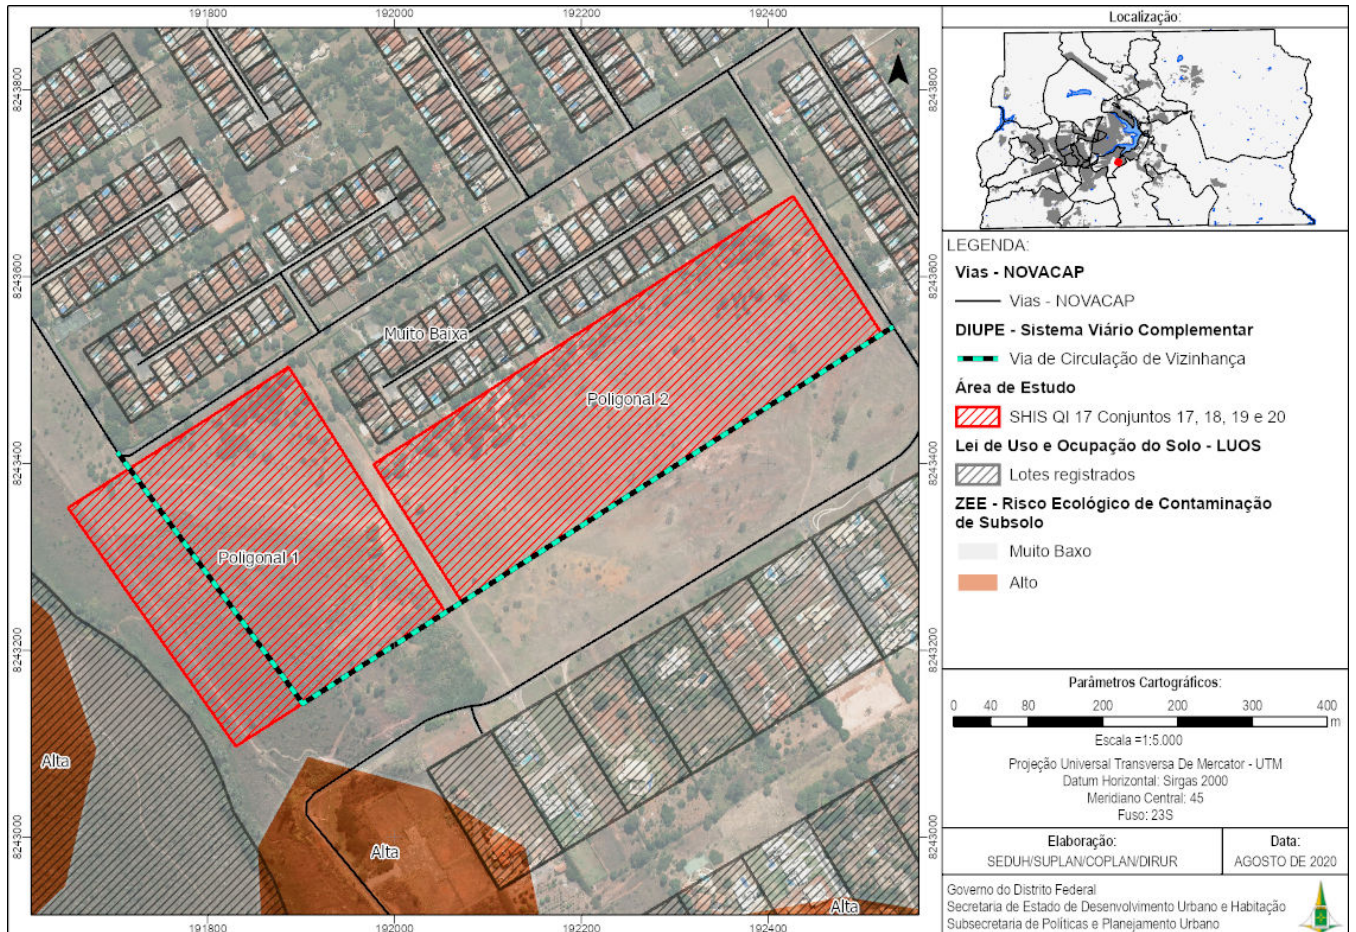 191800
192000
192200
192400
8243800
8243600
8243400
8243200
8243000
8243800
8243600
8243400
8243200
8243000
191800
192000
192200
192400
N
Muito Baixa
Poligonal 2
Poligonal 1
Alta
Alta
Alta
Localização:
LEGENDA:
Vias - NOVACAP
Vias - NOVACAP
DIUPE - Sistema Viário Complementar
Via de Circulação de Vizinhança
Área de Estudo
SHIS QI 17 Conjuntos 17, 18, 19 e 20
Lei de Uso e Ocupação do Solo - LUOS
Lotes registrados
ZEE - Risco Ecológico de Contaminação
de Subsolo
Muito Baxo
Alto
Parâmetros Cartográficos:
0 40 80 200 200 300 400
m
Escala =1:5.000
Projeção Universal Transversa De Mercator - UTM
Datum Horizontal: Sirgas 2000
Meridiano Central: 45
Fuso: 23S
Elaboração:
SEDUH/SUPLAN/COPLAN/DIRUR
Data:
AGOSTO DE 2020
Governo do Distrito Federal
Secretaria de Estado de Desenvolvimento Urbano e Habitação
Subsecretaria de Políticas e Planejamento Urbano